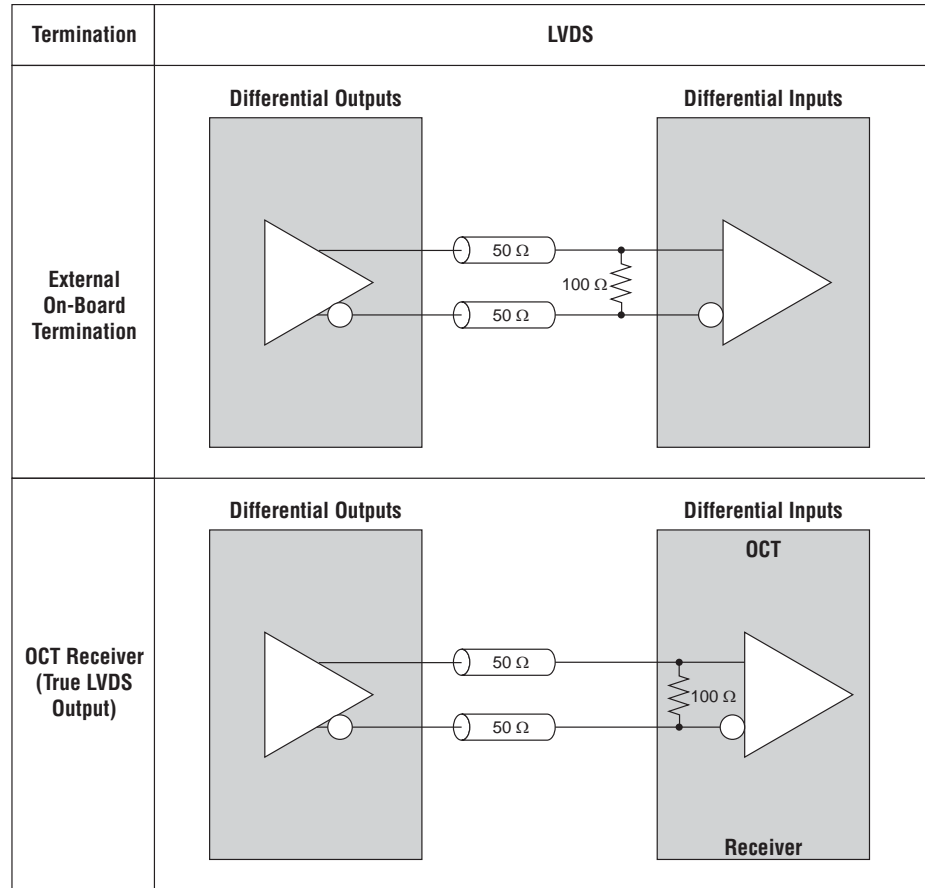 Termination
LVDS
External
On-Board
Termination
Differential Outputs
Differential Inputs
50 Ω
100 Ω
50 Ω
OCT Receiver
(True LVDS
Output)
Differential Outputs
Differential Inputs
OCT
50 Ω
100 Ω
50 Ω
Receiver